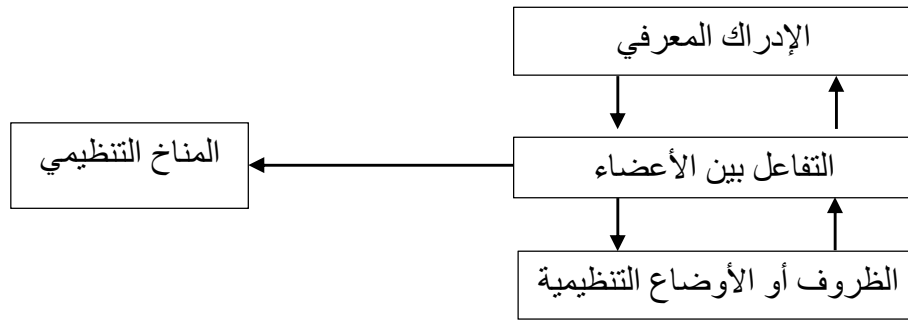 الإدراك المعرفي
المناخ التنظيمي
التفاعل بين الأعضاء
الظروف أو الأوضاع التنظيمية